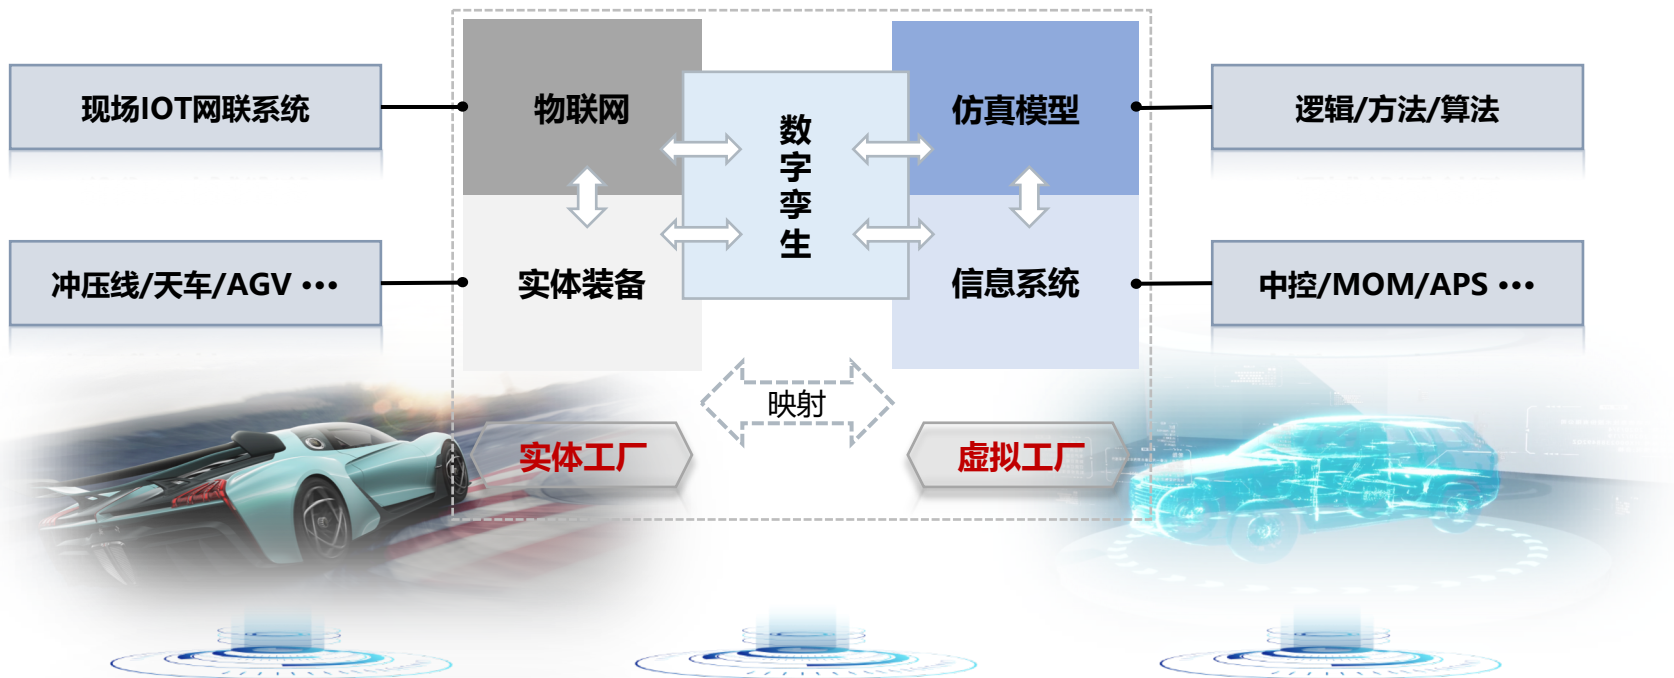 现场IOT网联系统
物联网
数字孪生
仿真模型
逻辑/方法/算法
冲压线/天车/AGV •••
实体装备
信息系统
中控/MOM/APS •••
映射
实体工厂
虚拟工厂